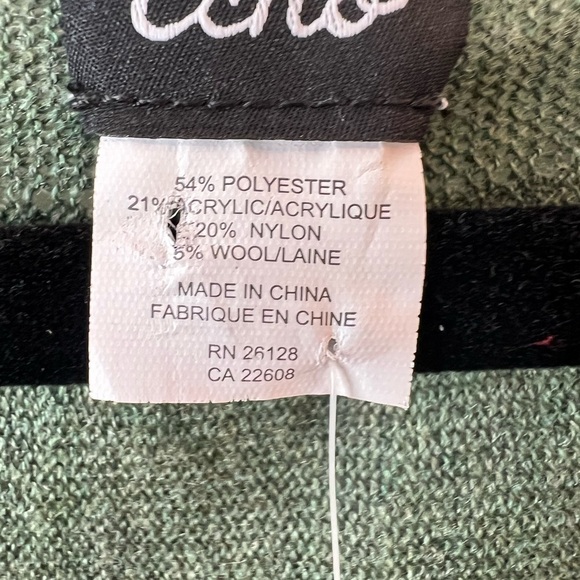 echo
54% POLYESTER
21% ACRYLIC/ACRYLIQUE
20% NYLON
5% WOOL/LAINE
MADE IN CHINA
FABRIQUE EN CHINE
RN 26128
CA 22608